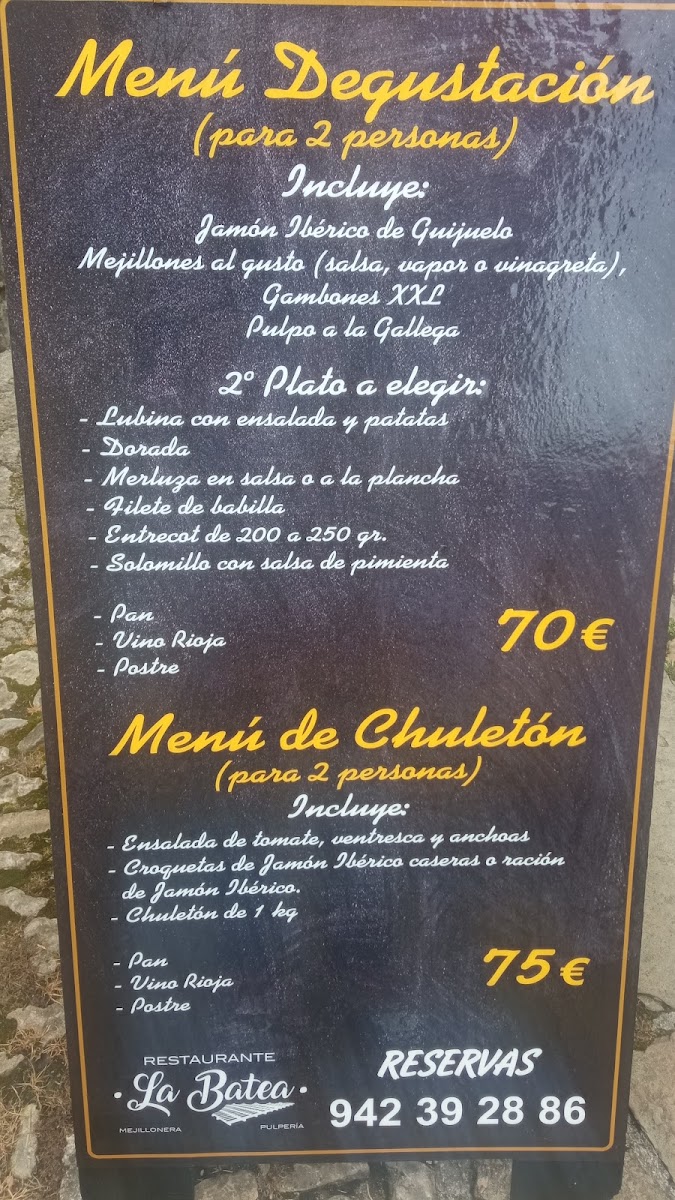 Menú Degustación
(para 2 personas)
Incluye:
Jamón Ibérico de Guijuelo
Mejillones al gusto (salsa, vapor o vinagreta),
Gambones XXL
Pulpo a la Gallega
2º Plato a elegir:
- Lubina con ensalada y patatas
- Dorada
- Merluza en salsa o a la plancha
- Filete de babilla
- Entrecot de 200 a 250 gr.
- Solomillo con salsa de pimienta
- Pan
- Vino Rioja
- Postre
70 €
Menú de Chuletón
(para 2 personas)
Incluye:
- Ensalada de tomate, ventresca y anchoas
- Croquetas de Jamón Ibérico caseras o ración
de Jamón Ibérico.
- Chuletón de 1 kg
- Pan
- Vino Rioja
- Postre
75 €
RESTAURANTE
· La Batea ·
MEJILLONERA PULPERÍA
RESERVAS
942 39 28 86